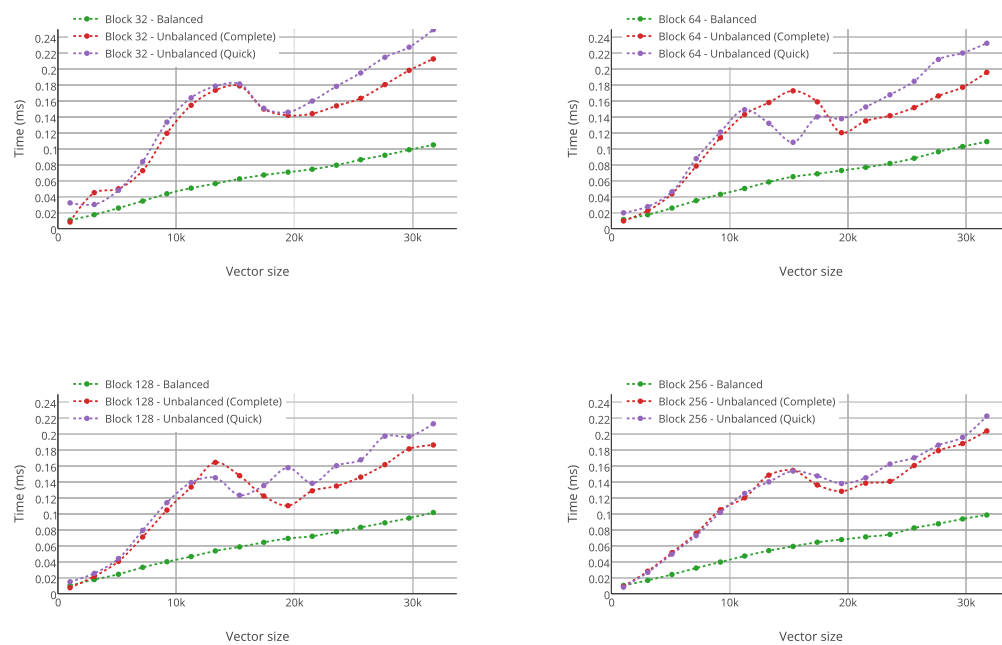 Block 32 - Balanced
Block 32 - Unbalanced (Complete)
Block 32 - Unbalanced (Quick)
0.24
0.22
0.2
0.18
0.16
0.14
0.12
0.1
0.08
0.06
0.04
0.02
0
0 10k 20k 30k
Time (ms)
Vector size
Block 64 - Balanced
Block 64 - Unbalanced (Complete)
Block 64 - Unbalanced (Quick)
0.24
0.22
0.2
0.18
0.16
0.14
0.12
0.1
0.08
0.06
0.04
0.02
0
0 10k 20k 30k
Time (ms)
Vector size
Block 128 - Balanced
Block 128 - Unbalanced (Complete)
Block 128 - Unbalanced (Quick)
0.24
0.22
0.2
0.18
0.16
0.14
0.12
0.1
0.08
0.06
0.04
0.02
0
0 10k 20k 30k
Time (ms)
Vector size
Block 256 - Balanced
Block 256 - Unbalanced (Complete)
Block 256 - Unbalanced (Quick)
0.24
0.22
0.2
0.18
0.16
0.14
0.12
0.1
0.08
0.06
0.04
0.02
0
0 10k 20k 30k
Time (ms)
Vector size